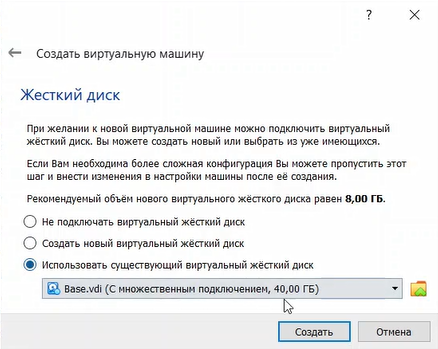 ?
Создать виртуальную машину
Жесткий диск
При желании к новой виртуальной машине можно подключить виртуальный
жёсткий диск. Вы можете создать новый или выбрать из уже имеющихся.
Если Вам необходима более сложная конфигурация Вы можете пропустить этот
шаг и внести изменения в настройки машины после её создания.
Рекомендуемый объём нового виртуального жёсткого диска равен 8,00 ГБ.
Не подключать виртуальный жёсткий диск
Создать новый виртуальный жёсткий диск
Использовать существующий виртуальный жёсткий диск
Base.vdi (С множественным подключением, 40,00 ГБ)
Создать
Отмена